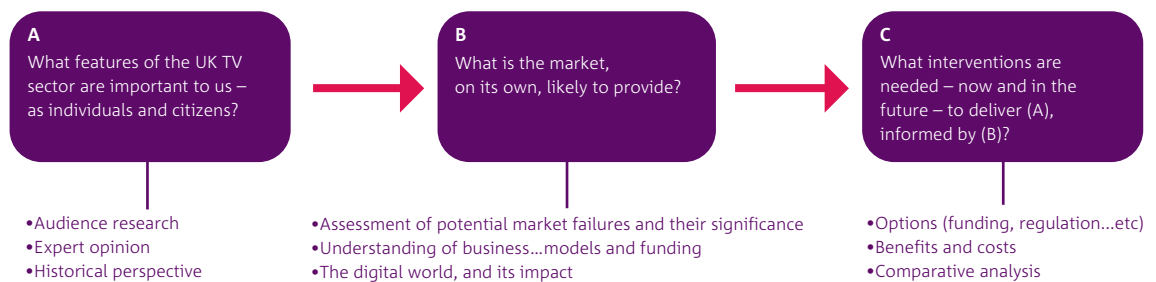 A
What features of the UK TV
sector are important to us –
as individuals and citizens?
•Audience research
•Expert opinion
•Historical perspective
B
What is the market,
on its own, likely to provide?
•Assessment of potential market failures and their significance
•Understanding of business...models and funding
•The digital world, and its impact
C
What interventions are
needed – now and in the
future – to deliver (A),
informed by (B)?
•Options (funding, regulation...etc)
•Benefits and costs
•Comparative analysis